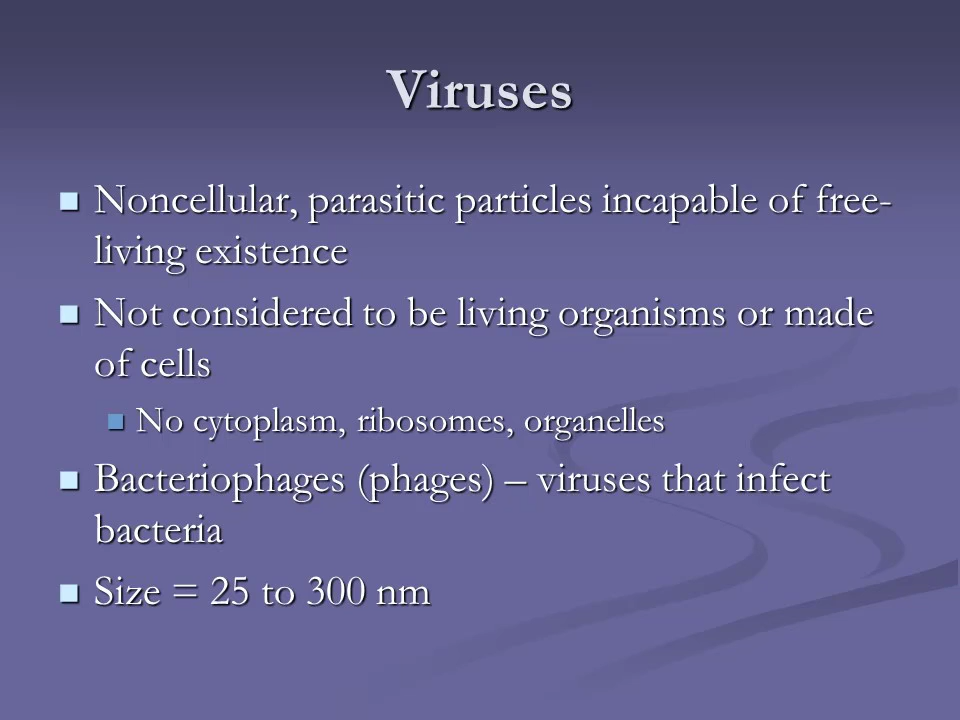 Viruses
Noncellular, parasitic particles incapable of free-
living existence
Not considered to be living organisms or made
of cells
No cytoplasm, ribosomes, organelles
Bacteriophages (phages) – viruses that infect
bacteria
Size = 25 to 300 nm